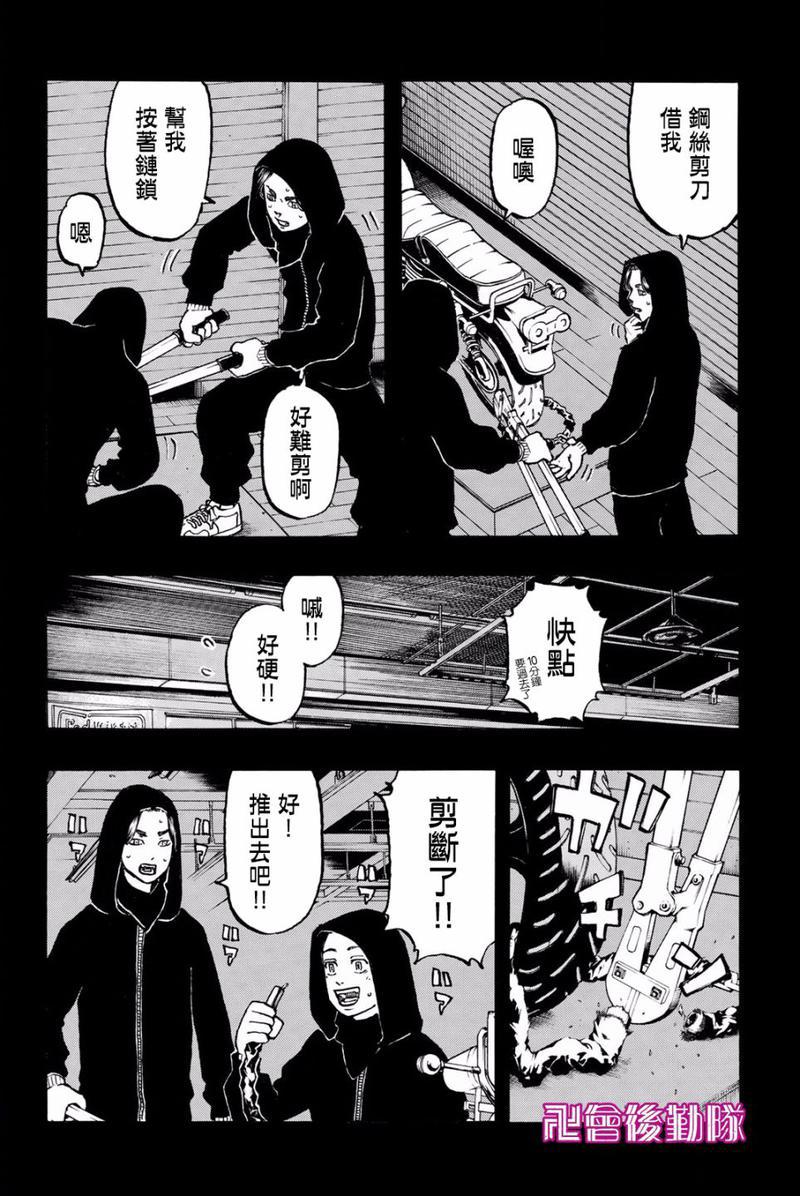 鋼絲剪刀
借我
喔噢
幫我
按著鏈鎖
嗯
好難剪啊
快點
10分鐘
要過去了
嘁!!
好硬!!
剪斷了!!
好!
推出去吧!!
卍會後勤隊